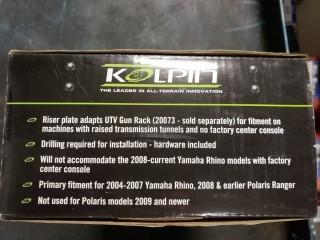 KOLPIN
THE LEADER IN ALL-TERRAIN INNOVATION
Riser plate adapts UTV Gun Rack (20073 - sold separately) for fitment on
machines with raised transmission tunnels and no factory center console
Drilling required for installation - hardware included
Will not accommodate the 2008-current Yamaha Rhino models with factory
center console
Primary fitment for 2004-2007 Yamaha Rhino, 2008 & earlier Polaris Ranger
Not used for Polaris models 2009 and newer